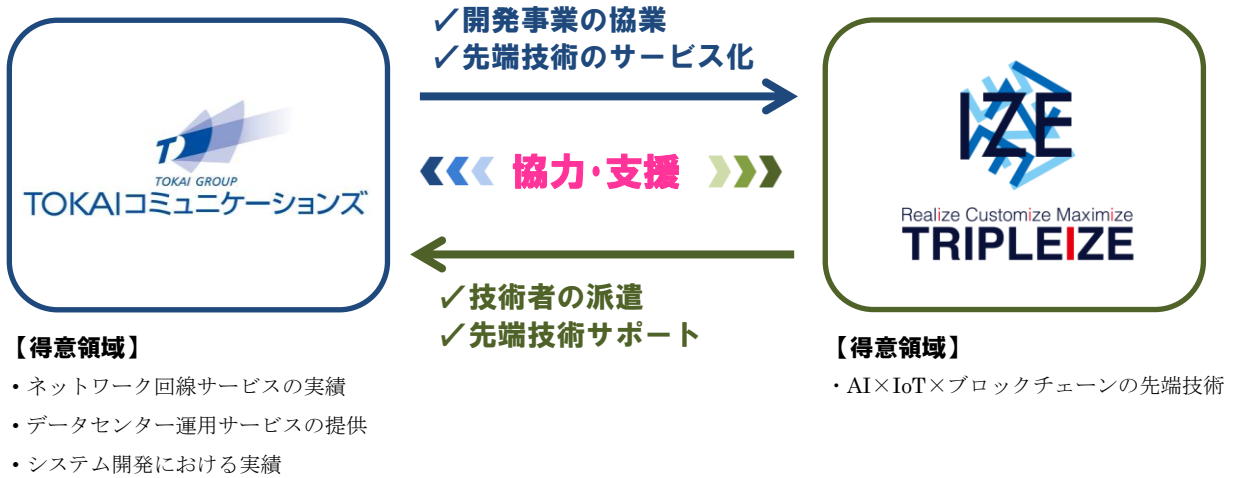 ✓開発事業の協業
✓先端技術のサービス化
T
TOKAI GROUP
TOKAIコミュニケーションズ
協力・支援
IZE
Realize Customize Maximize
TRIPLEIZE
✓技術者の派遣
✓先端技術サポート
【得意領域】
・ネットワーク回線サービスの実績
・データセンター運用サービスの提供
・システム開発における実績
【得意領域】
・AI×IoT×ブロックチェーンの先端技術